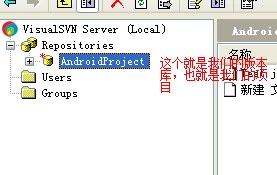 VisualSVN Server (Local)
Repositories
AndroidProject
Users
Groups
Android
名称
这个就是我们的版本
库，也就是我们的项
目
新建 文